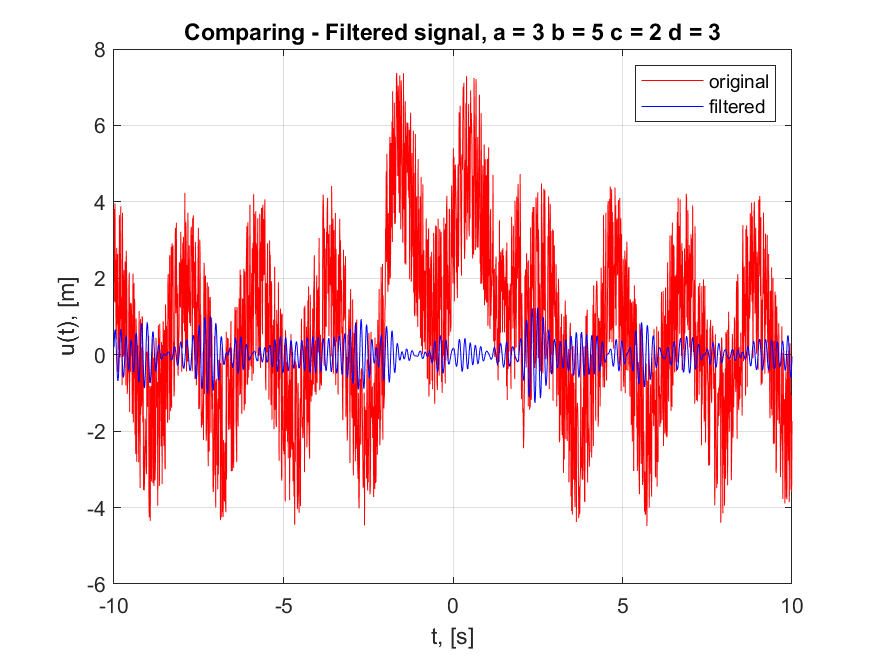 Comparing - Filtered signal, a = 3 b = 5 c = 2 d = 3
8
6
4
2
0
-2
-4
-6
u(t), [m]
original
filtered
-10
-5
0
5
10
t, [s]